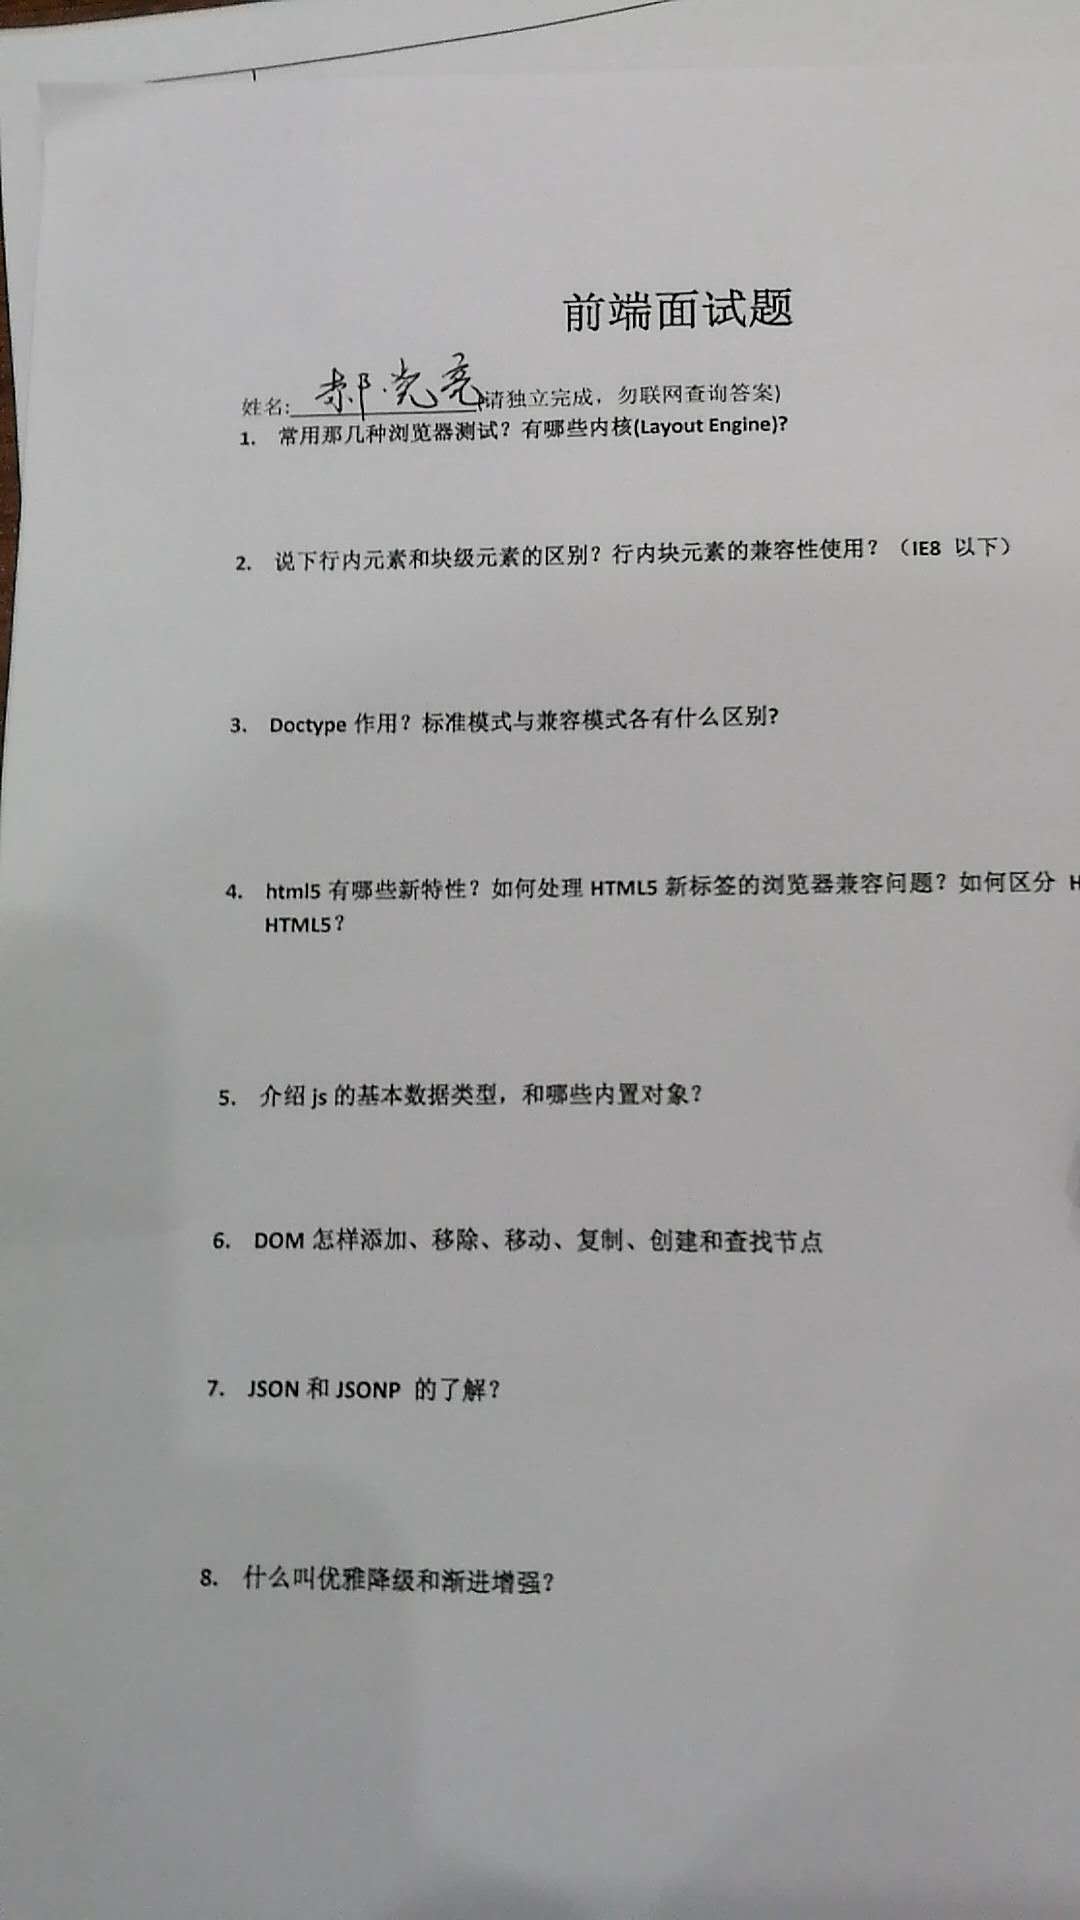 前端面试题
姓名: 郝光亮 (请独立完成，勿联网查询答案)
1. 常用那几种浏览器测试？有哪些内核(Layout Engine)?
2. 说下行内元素和块级元素的区别？行内块元素的兼容性使用？（IE8 以下）
3. Doctype 作用？标准模式与兼容模式各有什么区别?
4. html5 有哪些新特性？如何处理 HTML5 新标签的浏览器兼容问题？如何区分 H
HTML5？
5. 介绍 js 的基本数据类型，和哪些内置对象？
6. DOM 怎样添加、移除、移动、复制、创建和查找节点
7. JSON 和 JSONP 的了解？
8. 什么叫优雅降级和渐进增强？